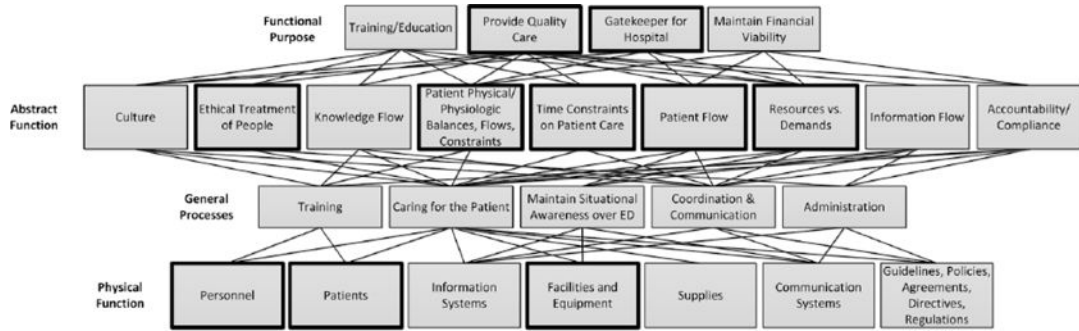 Functional
Purpose
Training/Education
Provide Quality
Care
Gatekeeper for
Hospital
Maintain Financial
Viability
Abstract
Function
Culture
Ethical Treatment
of People
Knowledge Flow
Patient Physical/
Physiologic
Balances, Flows,
Constraints
Time Constraints
on Patient Care
Patient Flow
Resources vs.
Demands
Information Flow
Accountability/
Compliance
General
Processes
Training
Caring for the Patient
Maintain Situational
Awareness over ED
Coordination &
Communication
Administration
Physical
Function
Personnel
Patients
Information
Systems
Facilities and
Equipment
Supplies
Communication
Systems
Guidelines, Policies,
Agreements,
Directives,
Regulations